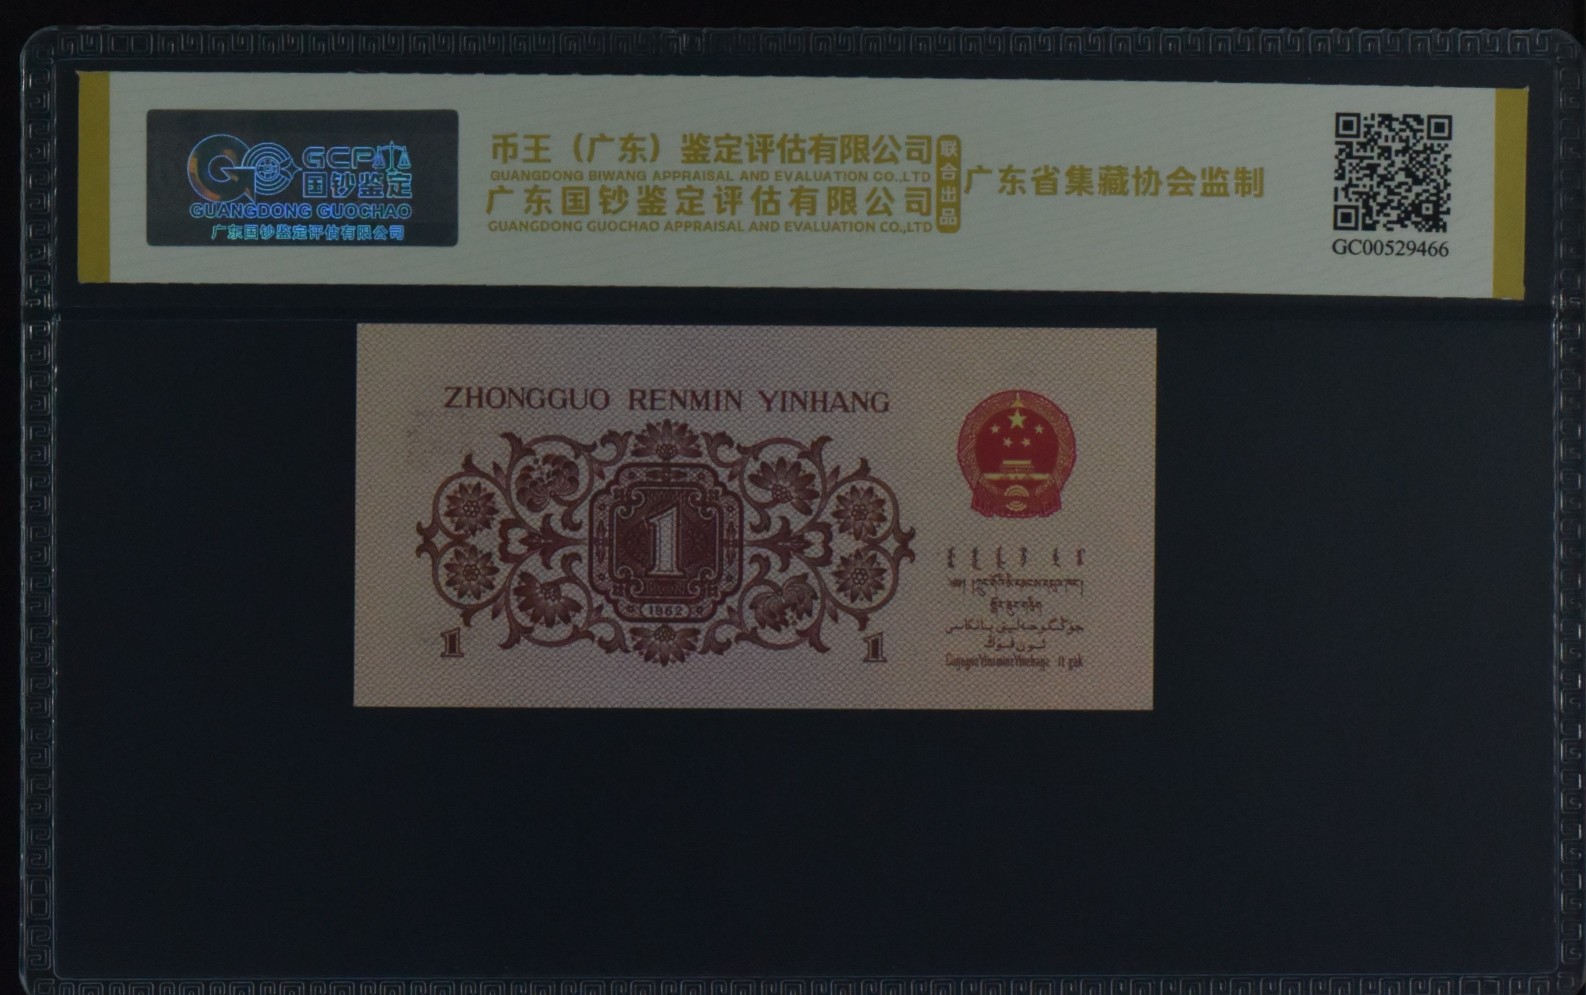 GCP
国钞鉴定
GUANGDONG GUOCHAO
广东国钞鉴定评估有限公司
币王（广东）鉴定评估有限公司
GUANGDONG BIWANG APPRAISAL AND EVALUATION CO.,LTD
广东国钞鉴定评估有限公司
GUANGDONG GUOCHAO APPRAISAL AND EVALUATION CO.,LTD
联合出品
广东省集藏协会监制
GC00529466
ZHONGGUO RENMIN YINHANG
1
1962
1
1